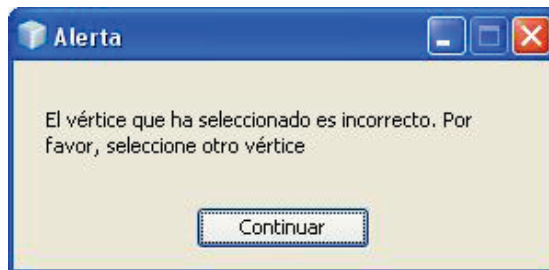 Alerta
El vértice que ha seleccionado es incorrecto. Por
favor, seleccione otro vértice
Continuar